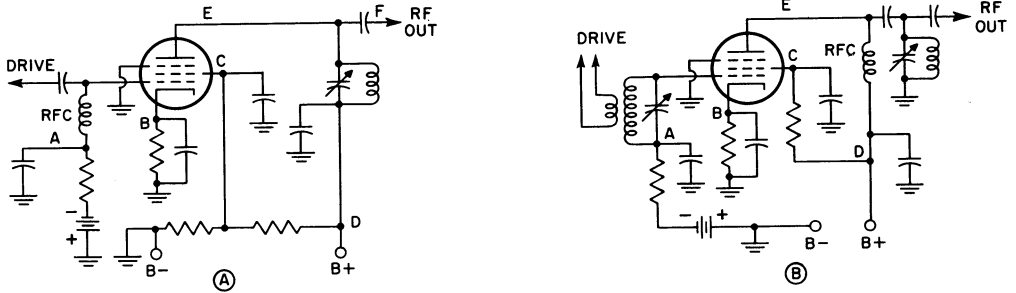 E
F
RF
OUT
C
DRIVE
RFC
A
B
-
+
D
B-
B+
A
E
RF
OUT
DRIVE
C
RFC
B
A
D
- +
B-
B+
B